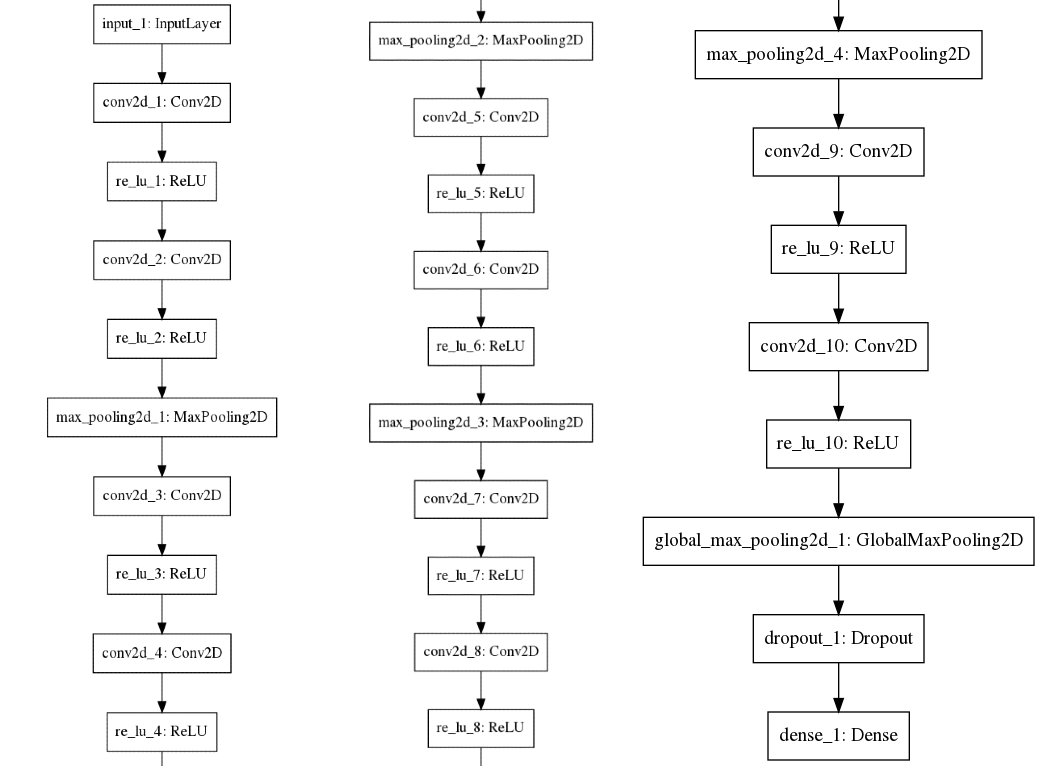 input_1: InputLayer
conv2d_1: Conv2D
re_lu_1: ReLU
conv2d_2: Conv2D
re_lu_2: ReLU
max_pooling2d_1: MaxPooling2D
conv2d_3: Conv2D
re_lu_3: ReLU
conv2d_4: Conv2D
re_lu_4: ReLU
max_pooling2d_2: MaxPooling2D
conv2d_5: Conv2D
re_lu_5: ReLU
conv2d_6: Conv2D
re_lu_6: ReLU
max_pooling2d_3: MaxPooling2D
conv2d_7: Conv2D
re_lu_7: ReLU
conv2d_8: Conv2D
re_lu_8: ReLU
max_pooling2d_4: MaxPooling2D
conv2d_9: Conv2D
re_lu_9: ReLU
conv2d_10: Conv2D
re_lu_10: ReLU
global_max_pooling2d_1: GlobalMaxPooling2D
dropout_1: Dropout
dense_1: Dense